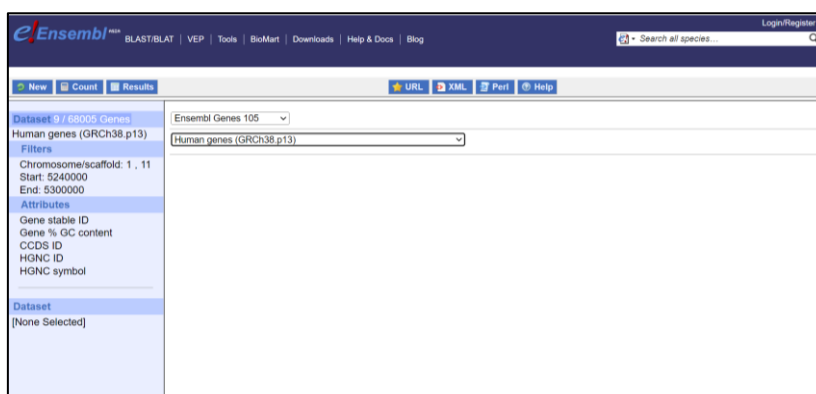 Login/Register
e!Ensembl BLAST/BLAT | VEP | Tools | BioMart | Downloads | Help & Docs | Blog
Search all species...
New Count Results URL XML Perl Help
Dataset 9 / 68005 Genes
Human genes (GRCh38.p13)
Filters
Chromosome/scaffold: 1 , 11
Start: 5240000
End: 5300000
Attributes
Gene stable ID
Gene % GC content
CCDS ID
HGNC ID
HGNC symbol
Dataset
[None Selected]
Ensembl Genes 105
Human genes (GRCh38.p13)